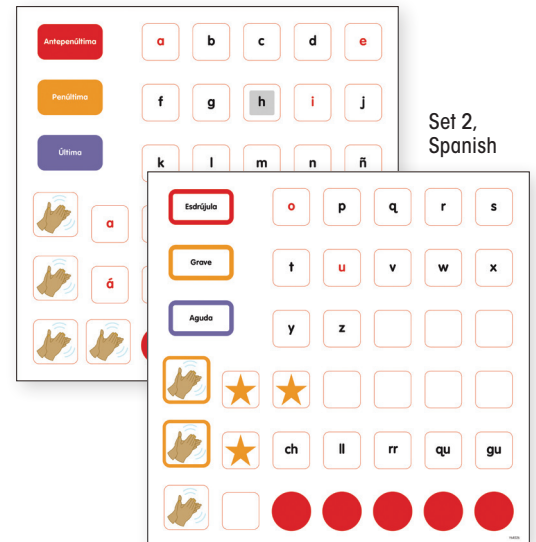 Antepenúltima a b c d e
Penúltima f g h i j
Última k l m n ñ
a
á
Set 2,
Spanish
Esdrújula o p q r s
Grave t u v w x
Aguda y z
ch ll rr qu gu